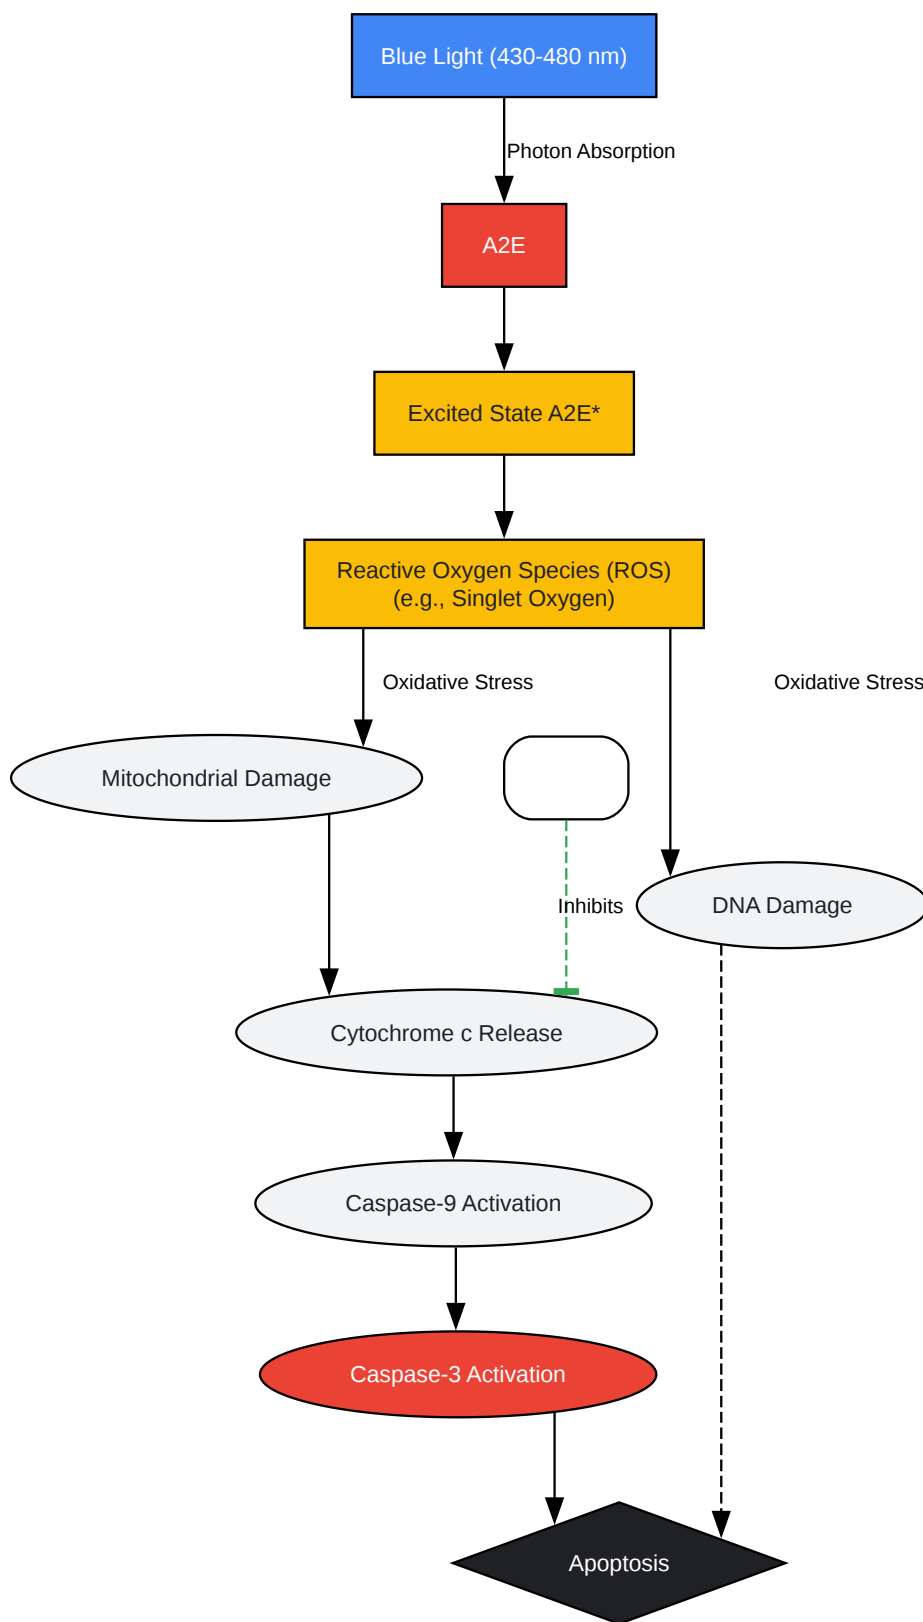 Blue Light (430-480 nm)
Photon Absorption
A2E
Excited State A2E*
Reactive Oxygen Species (ROS)
(e.g., Singlet Oxygen)
Oxidative Stress
Oxidative Stress
Mitochondrial Damage
Inhibits
DNA Damage
Cytochrome c Release
Caspase-9 Activation
Caspase-3 Activation
Apoptosis